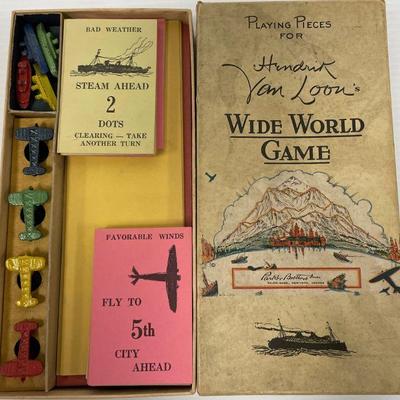 BAD WEATHER
STEAM AHEAD
2
DOTS
CLEARING — TAKE
ANOTHER TURN
FAVORABLE WINDS
FLY TO
5th
CITY
AHEAD
PLAYING PIECES
FOR
Hendrik
Van Loon's
WIDE WORLD
GAME
Parker Brothers Inc